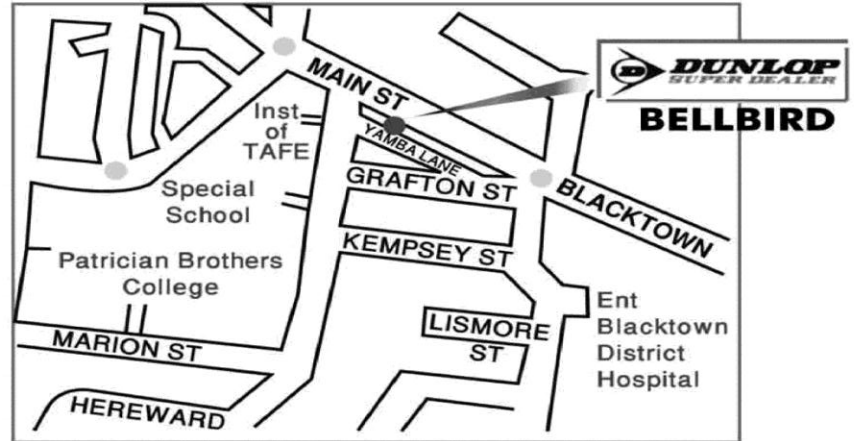 DUNLOP
SUPER DEALER
BELLBIRD
MAIN ST
Inst
of
TAFE
YAMBA LANE
GRAFTON ST
BLACKTOWN
Special
School
KEMPSEY ST
Patrician Brothers
College
Ent
Blacktown
District
Hospital
LISMORE
ST
MARION ST
HEREWARD